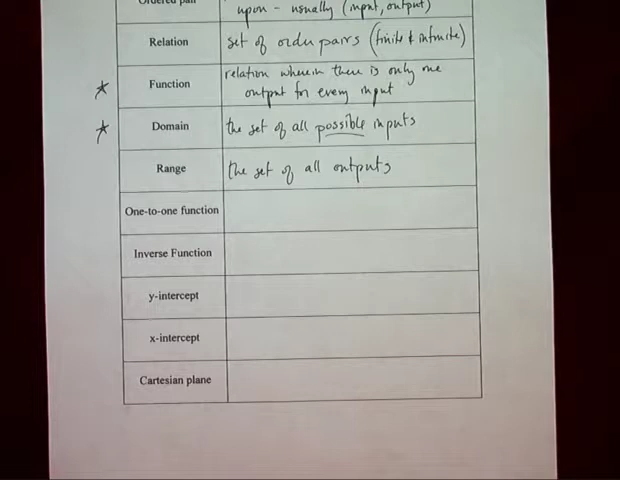 Ordered pair
upon - usually (input, output)
Relation
set of order pairs (finite & infinite)
Function
relation wherein there is only one
output for every input
Domain
the set of all possible inputs
Range
the set of all outputs
One-to-one function
Inverse Function
y-intercept
x-intercept
Cartesian plane